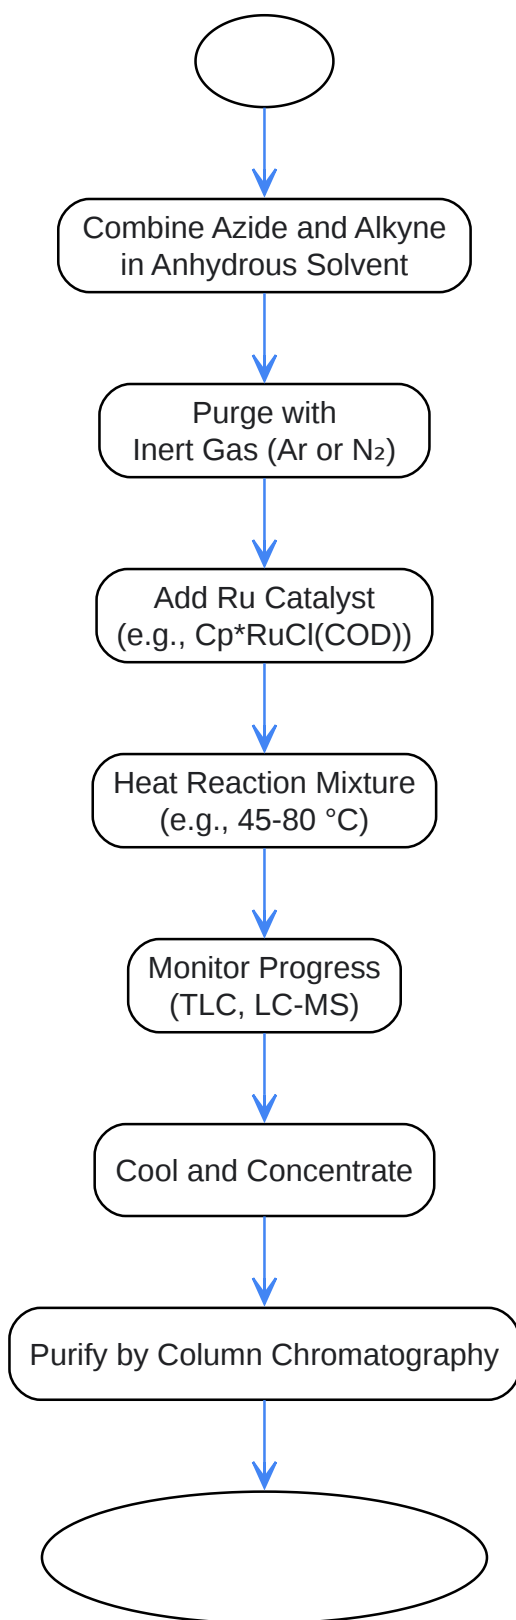 Combine Azide and Alkyne
in Anhydrous Solvent
Purge with
Inert Gas (Ar or N₂)
Add Ru Catalyst
(e.g., Cp*RuCl(COD))
Heat Reaction Mixture
(e.g., 45-80 °C)
Monitor Progress
(TLC, LC-MS)
Cool and Concentrate
Purify by Column Chromatography